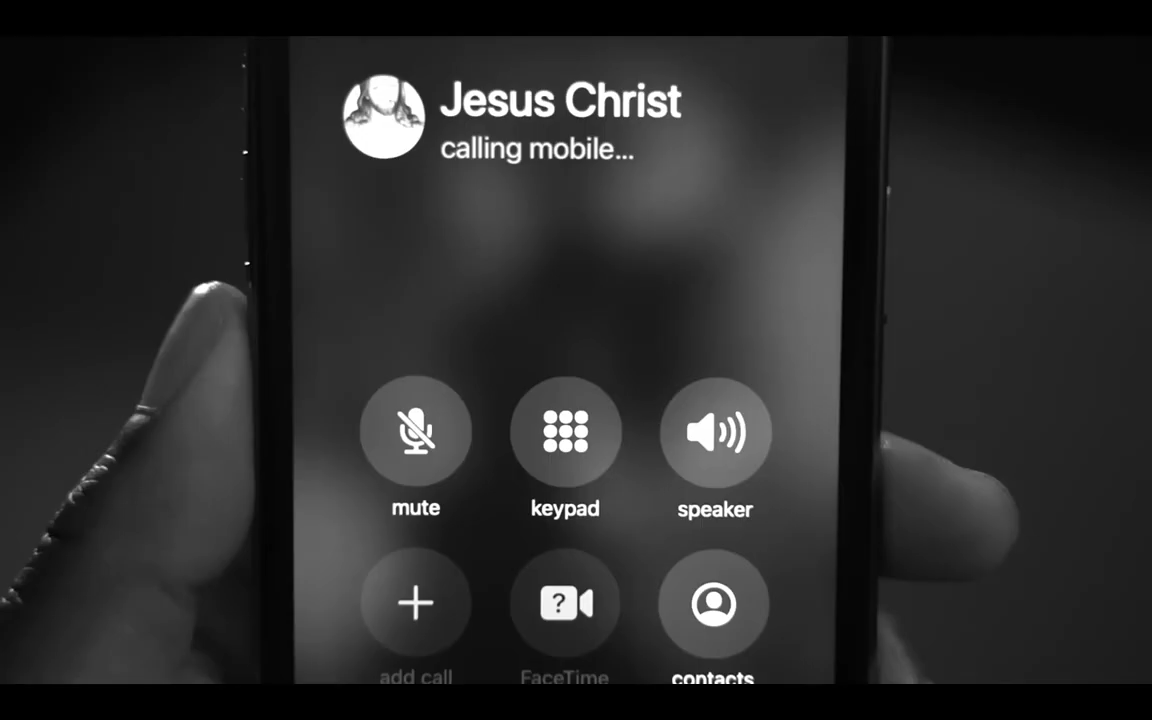 Jesus Christ
calling mobile...
mute
keypad
speaker
add call
FaceTime
contacts